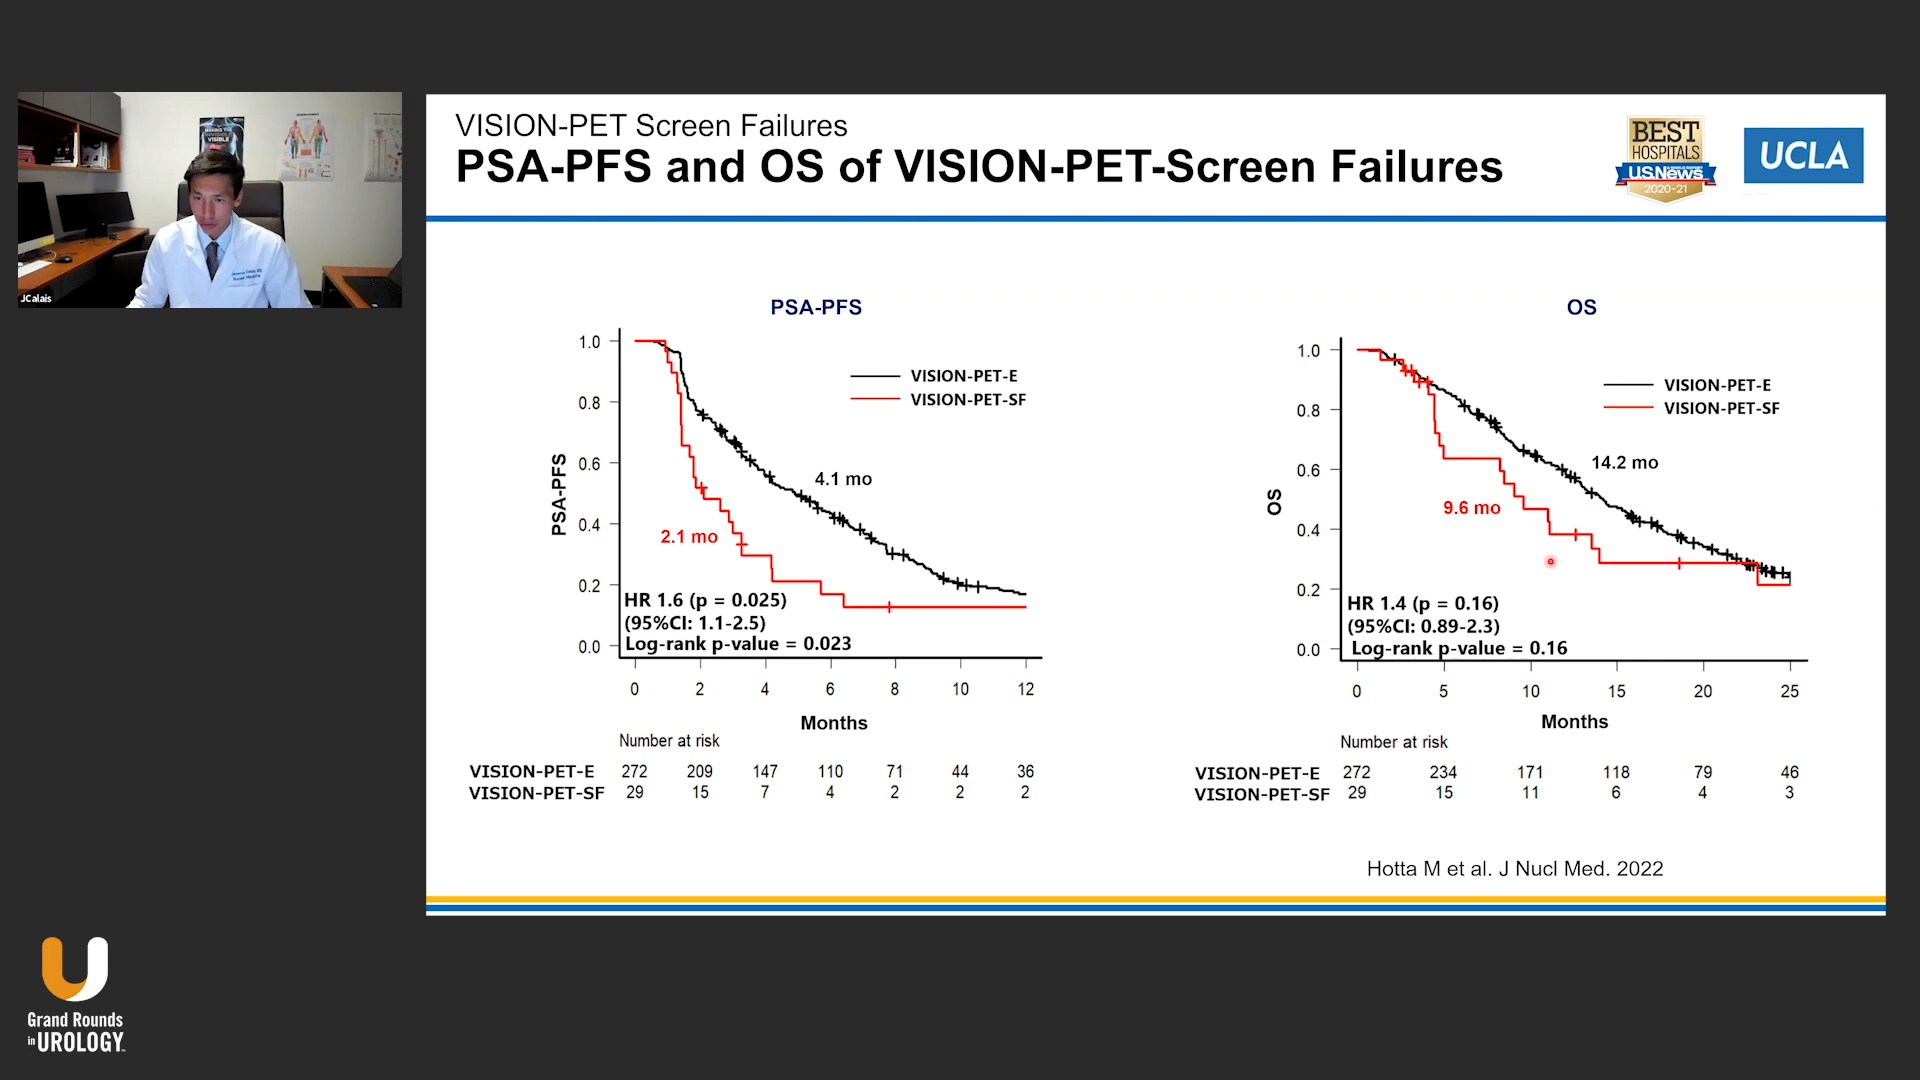 VISION-PET Screen Failures
PSA-PFS and OS of VISION-PET-Screen Failures
BEST
HOSPITALS
U.S.News
2020-21
UCLA
MAKING THE
INVISIBLE
VISIBLE
Nuclear Medicine
JCalais
PSA-PFS
1.0
0.8
0.6
0.4
0.2
0.0
PSA-PFS
VISION-PET-E
VISION-PET-SF
4.1 mo
2.1 mo
HR 1.6 (p = 0.025)
(95%CI: 1.1-2.5)
Log-rank p-value = 0.023
0 2 4 6 8 10 12
Months
Number at risk
VISION-PET-E 272 209 147 110 71 44 36
VISION-PET-SF 29 15 7 4 2 2 2
OS
1.0
0.8
0.6
0.4
0.2
0.0
OS
VISION-PET-E
VISION-PET-SF
14.2 mo
9.6 mo
HR 1.4 (p = 0.16)
(95%CI: 0.89-2.3)
Log-rank p-value = 0.16
0 5 10 15 20 25
Months
Number at risk
VISION-PET-E 272 234 171 118 79 46
VISION-PET-SF 29 15 11 6 4 3
Hotta M et al. J Nucl Med. 2022
Grand Rounds
in UROLOGY